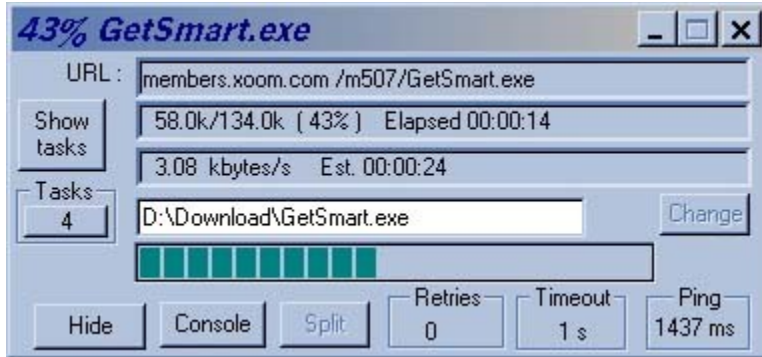 43% GetSmart.exe
URL : members.xoom.com /m507/GetSmart.exe
Show tasks
58.0k/134.0k ( 43% ) Elapsed 00:00:14
3.08 kbytes/s Est. 00:00:24
Tasks
4
D:\Download\GetSmart.exe
Change
Hide
Console
Split
Retries
0
Timeout
1 s
Ping
1437 ms